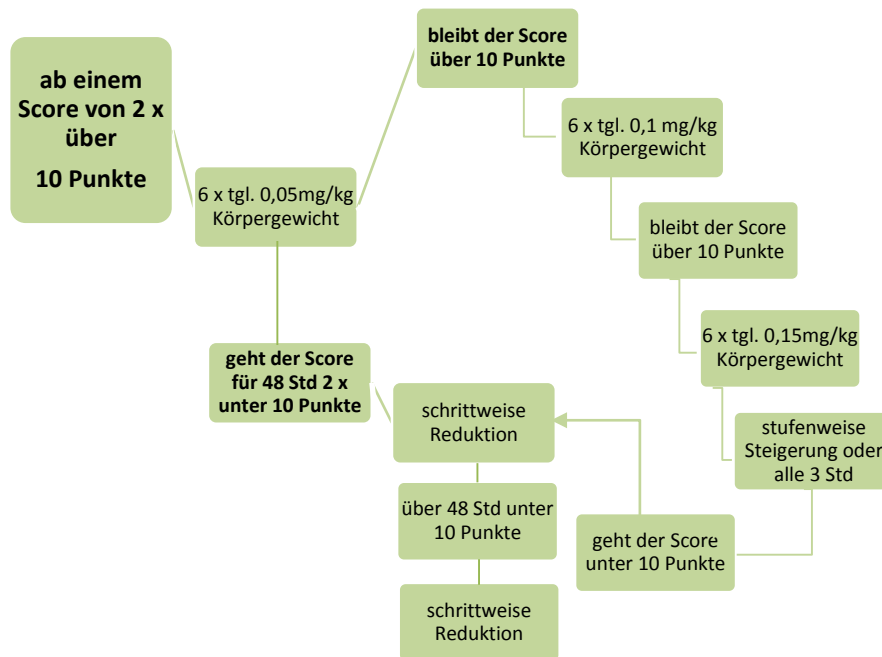 ab einem
Score von 2 x
über
10 Punkte
6 x tgl. 0,05mg/kg
Körpergewicht
bleibt der Score
über 10 Punkte
6 x tgl. 0,1 mg/kg
Körpergewicht
bleibt der Score
über 10 Punkte
6 x tgl. 0,15mg/kg
Körpergewicht
stufenweise
Steigerung oder
alle 3 Std
geht der Score
unter 10 Punkte
geht der Score
für 48 Std 2 x
unter 10 Punkte
schrittweise
Reduktion
über 48 Std unter
10 Punkte
schrittweise
Reduktion